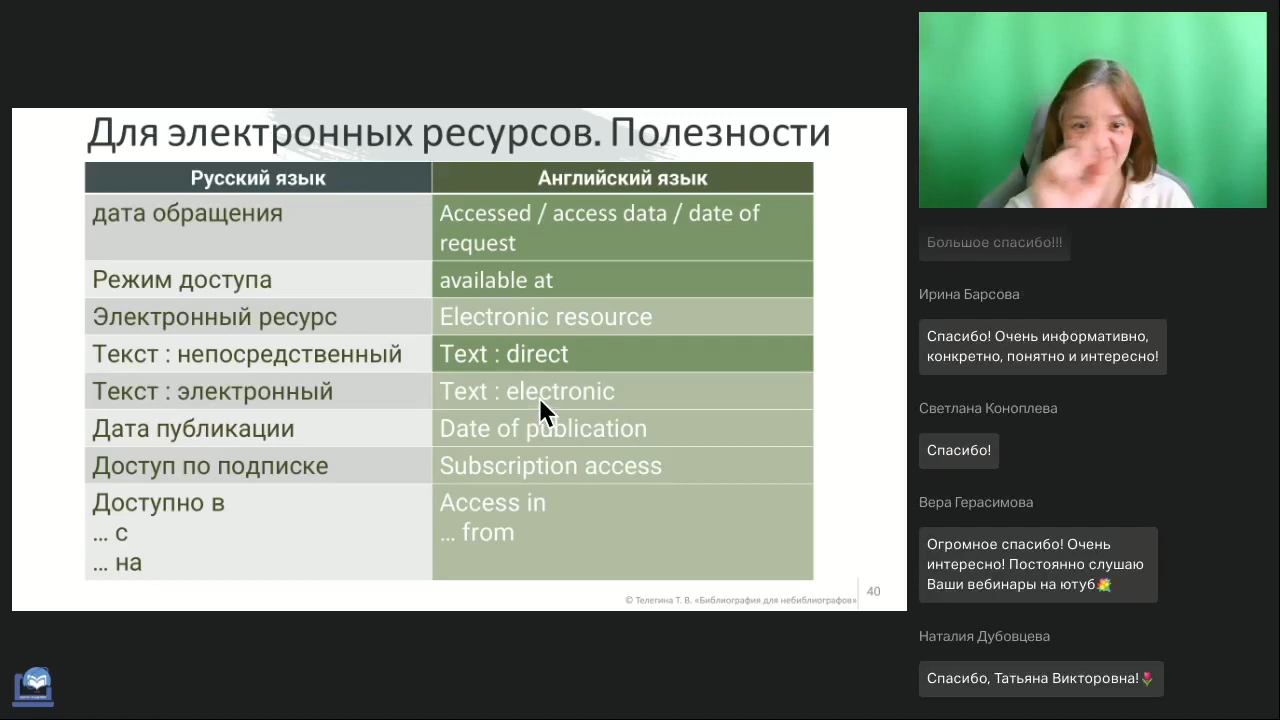 Для электронных ресурсов. Полезности
Русский язык
Английский язык
дата обращения
Accessed / access data / date of
request
Режим доступа
available at
Электронный ресурс
Electronic resource
Текст : непосредственный
Text : direct
Текст : электронный
Text : electronic
Дата публикации
Date of publication
Доступ по подписке
Subscription access
Доступно в
... с
... на
Access in
... from
© Телегина Т. В. «Библиография для небиблиографов»
40
Большое спасибо!!!
Ирина Барсова
Спасибо! Очень информативно,
конкретно, понятно и интересно!
Светлана Коноплева
Спасибо!
Вера Герасимова
Огромное спасибо! Очень
интересно! Постоянно слушаю
Ваши вебинары на ютуб💐
Наталия Дубовцева
Спасибо, Татьяна Викторовна!🌷